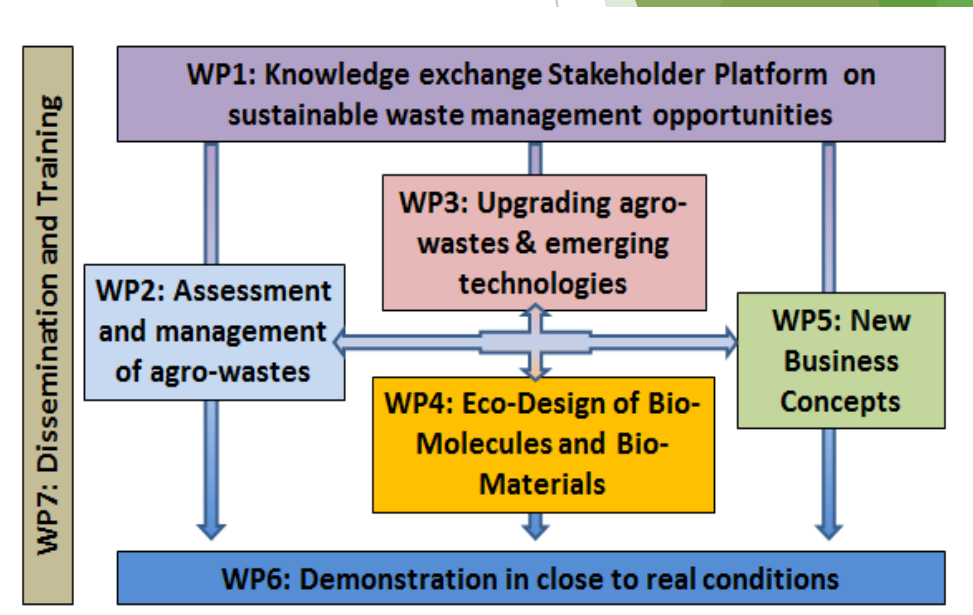 WP7: Dissemination and Training
WP1: Knowledge exchange Stakeholder Platform on
sustainable waste management opportunities
WP3: Upgrading agro-
wastes & emerging
technologies
WP2: Assessment
and management
of agro-wastes
WP5: New
Business
Concepts
WP4: Eco-Design of Bio-
Molecules and Bio-
Materials
WP6: Demonstration in close to real conditions